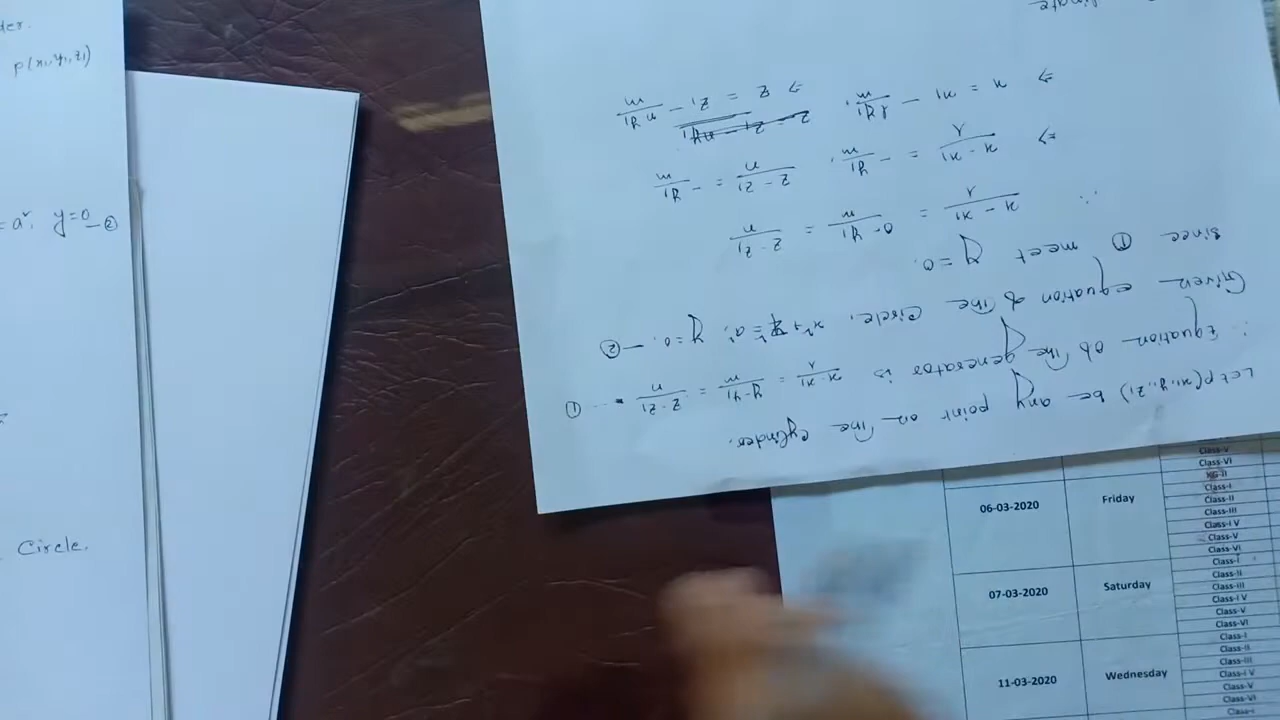 der.
p(x₁,y₁,z₁)
= a², y=0 —②
Circle.
Let p(x₁,y₁,z₁) be any point on the cylinder.
∴ Equation of the generator is (x-x₁)/λ = (y-y₁)/m = (z-z₁)/n ... ①
Given equation of the circle, x²+z²=a², y=0. —②
Since ① meet y=0.
∴ (x-x₁)/λ = (0-y₁)/m = (z-z₁)/n
⇒ (x-x₁)/λ = -y₁/m, (z-z₁)/n = -y₁/m
⇒ x = x₁ - λy₁/m, ⇒ z = z₁ - ny₁/m
Class-V
Class-VI
KG-II
06-03-2020 Friday Class-I
Class-II
Class-III
Class-I V
Class-V
Class-VI
07-03-2020 Saturday Class-I
Class-II
Class-III
Class-I V
Class-V
Class-VI
11-03-2020 Wednesday Class-I
Class-II
Class-III
Class-I V
Class-V
Class-VI
Class-I